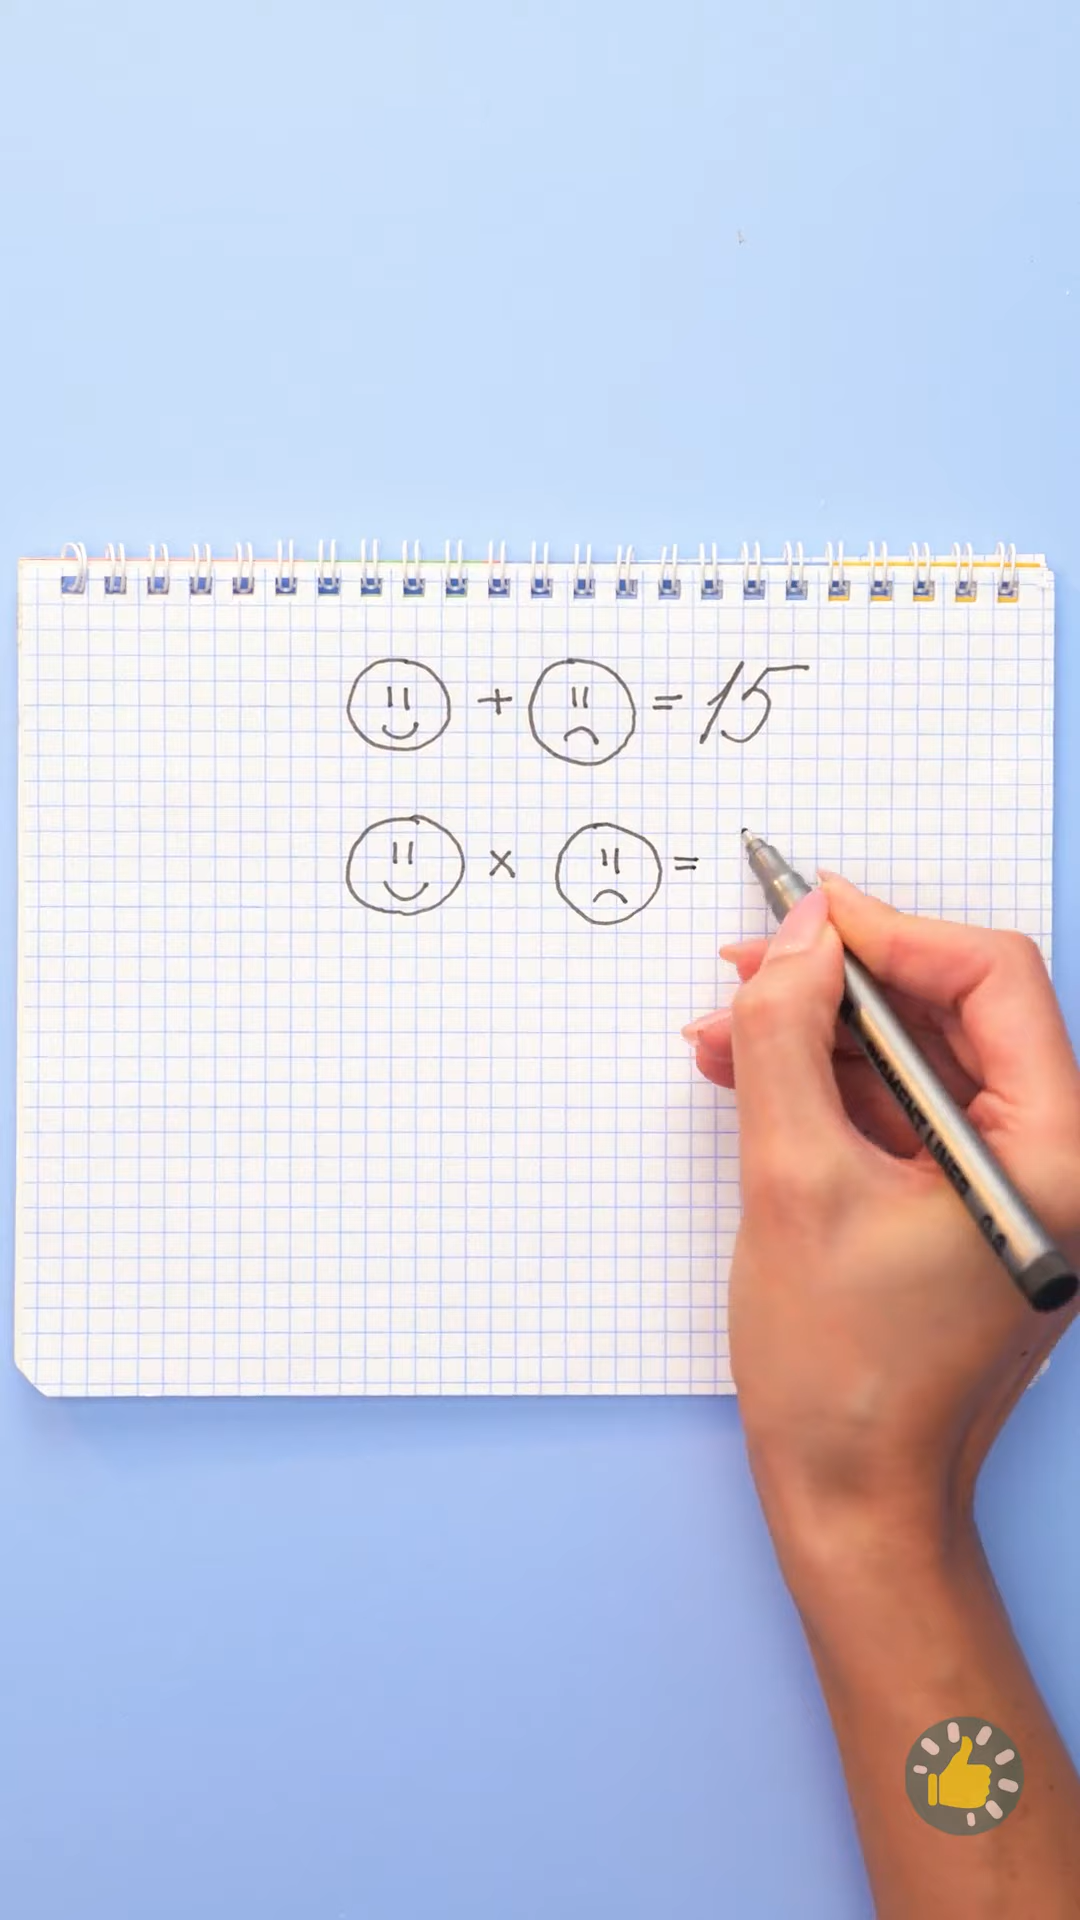 + = 15
x =